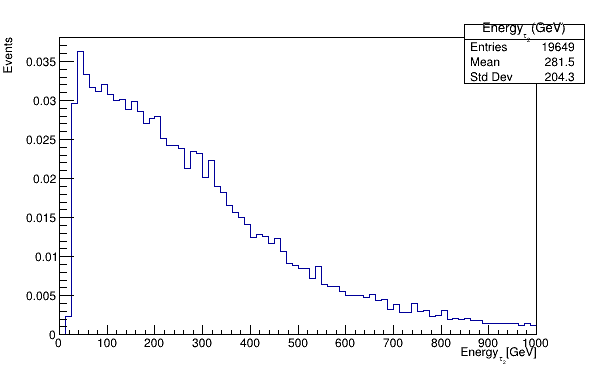 Energy_τ₂(GeV)
Entries 19649
Mean 281.5
Std Dev 204.3
Events
0.035
0.03
0.025
0.02
0.015
0.01
0.005
0
0 100 200 300 400 500 600 700 800 900 1000
Energy_τ₂[GeV]